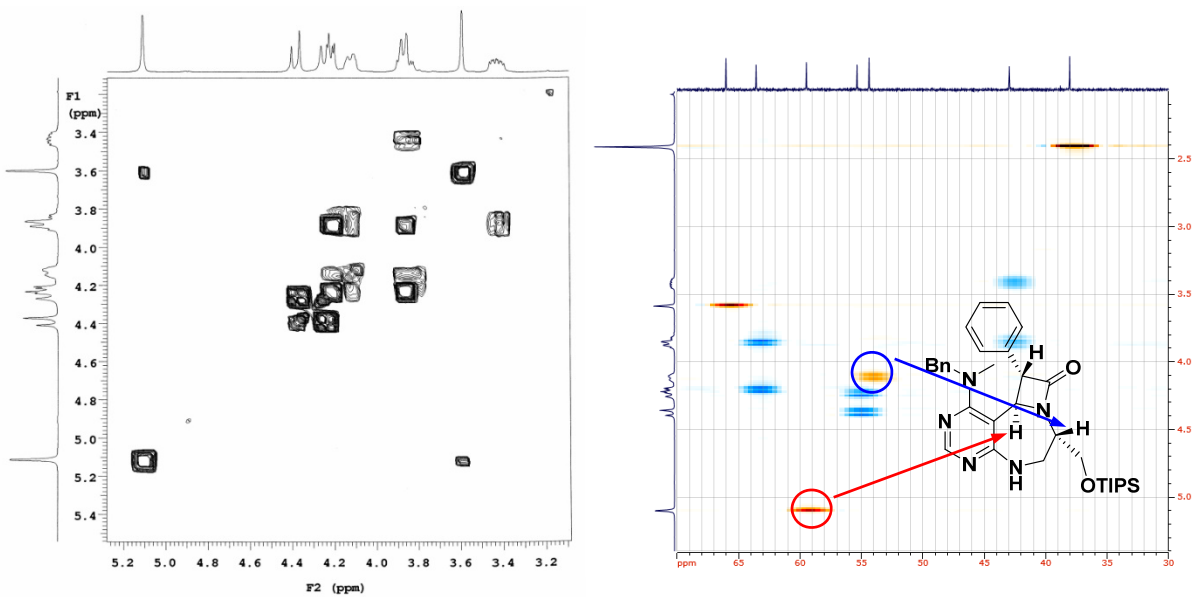 F1
(ppm)
3.4
3.6
3.8
4.0
4.2
4.4
4.6
4.8
5.0
5.2
5.4
5.2 5.0 4.8 4.6 4.4 4.2 4.0 3.8 3.6 3.4 3.2
F2 (ppm)
2.5
3.0
3.5
4.0
4.5
5.0
ppm 65 60 55 50 45 40 35 30
H
Bn
N
O
N
N
H
H
N
N
H
OTIPS